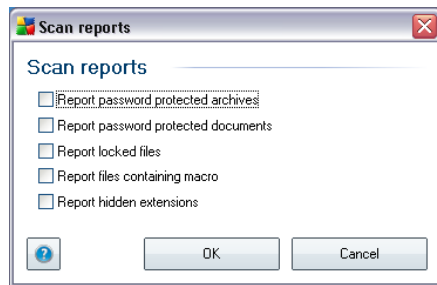 Scan reports
Scan reports
Report password protected archives
Report password protected documents
Report locked files
Report files containing macro
Report hidden extensions
?
OK
Cancel